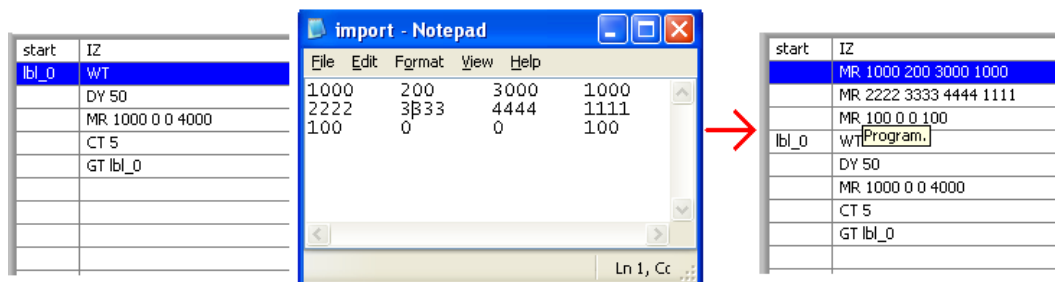 start IZ
lbl_0 WT
DY 50
MR 1000 0 0 4000
CT 5
GT lbl_0
import - Notepad
File Edit Format View Help
1000 200 3000 1000
2222 3333 4444 1111
100 0 0 100
Ln 1, Cc
start IZ
MR 1000 200 3000 1000
MR 2222 3333 4444 1111
MR 100 0 0 100
lbl_0 WT Program.
DY 50
MR 1000 0 0 4000
CT 5
GT lbl_0